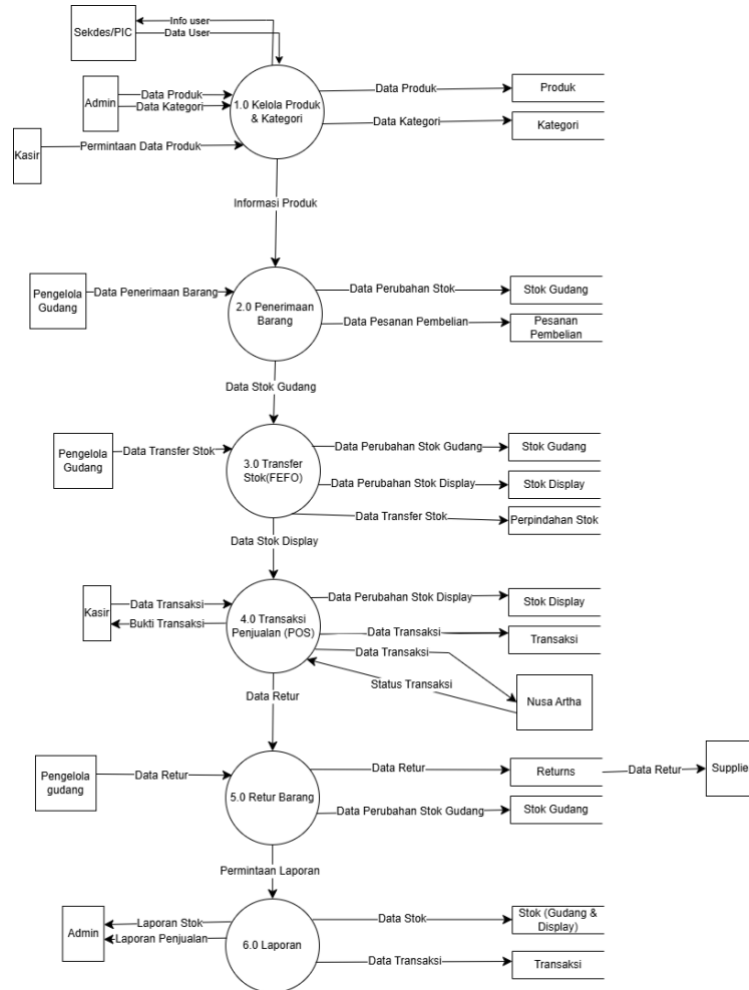 Info user
Sekdes/PIC
Data User
Data Produk
Admin
Data Kategori
1.0 Kelola Produk
& Kategori
Data Produk
Produk
Data Kategori
Kategori
Kasir
Permintaan Data Produk
Informasi Produk
Pengelola
Gudang
Data Penerimaan Barang
2.0 Penerimaan
Barang
Data Perubahan Stok
Stok Gudang
Data Pesanan Pembelian
Pesanan
Pembelian
Data Stok Gudang
Pengelola
Gudang
Data Transfer Stok
3.0 Transfer
Stok(FEFO)
Data Perubahan Stok Gudang
Stok Gudang
Data Perubahan Stok Display
Stok Display
Data Transfer Stok
Perpindahan Stok
Data Stok Display
Kasir
Data Transaksi
Bukti Transaksi
4.0 Transaksi
Penjualan (POS)
Data Perubahan Stok Display
Stok Display
Data Transaksi
Transaksi
Data Transaksi
Status Transaksi
Nusa Artha
Data Retur
Pengelola
gudang
Data Retur
5.0 Retur Barang
Data Retur
Returns
Data Retur
Supplier
Data Perubahan Stok Gudang
Stok Gudang
Permintaan Laporan
Admin
Laporan Stok
Laporan Penjualan
6.0 Laporan
Data Stok
Stok (Gudang &
Display)
Data Transaksi
Transaksi